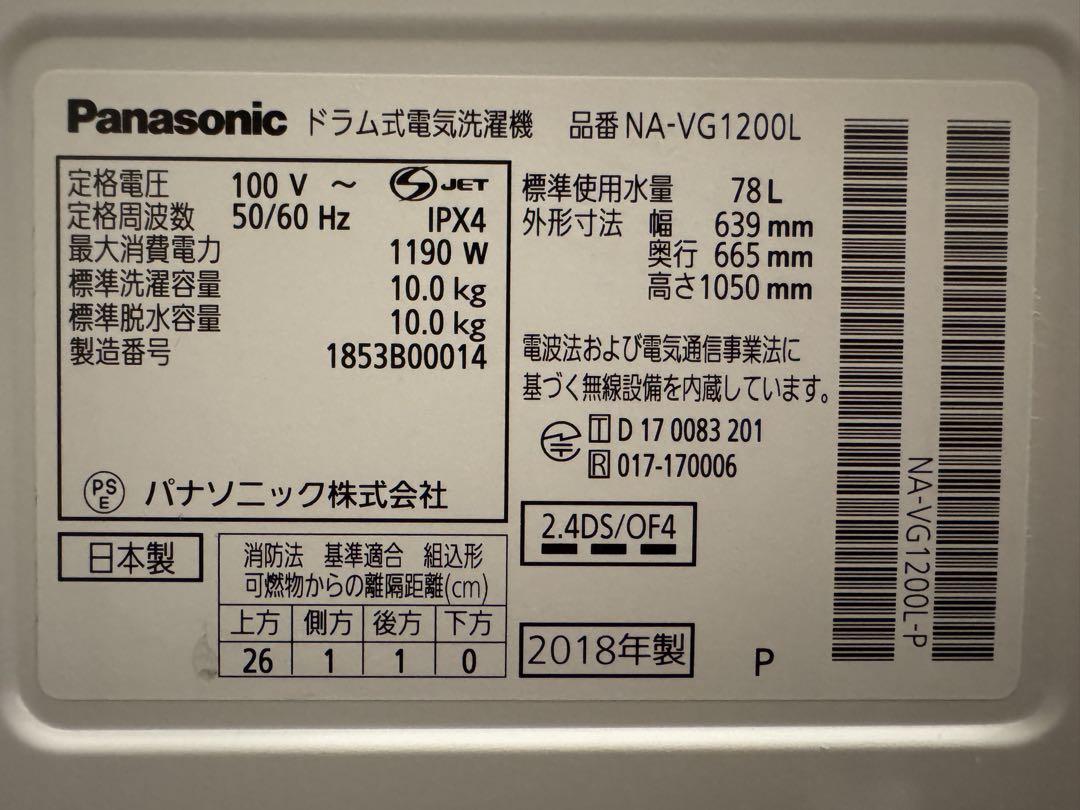 Panasonic ドラム式電気洗濯機 品番 NA-VG1200L
定格電圧 100 V ～ S JET
定格周波数 50/60 Hz IPX4
最大消費電力 1190 W
標準洗濯容量 10.0 kg
標準脱水容量 10.0 kg
製造番号 1853B00014
PS E パナソニック株式会社
標準使用水量 78 L
外形寸法 幅 639 mm
奥行 665 mm
高さ 1050 mm
電波法および電気通信事業法に
基づく無線設備を内蔵しています。
T D 17 0083 201
R 017-170006
2.4DS/OF4
日本製
消防法 基準適合 組込形
可燃物からの離隔距離(cm)
上方 側方 後方 下方
26 1 1 0
2018年製
P
NA-VG1200L-P